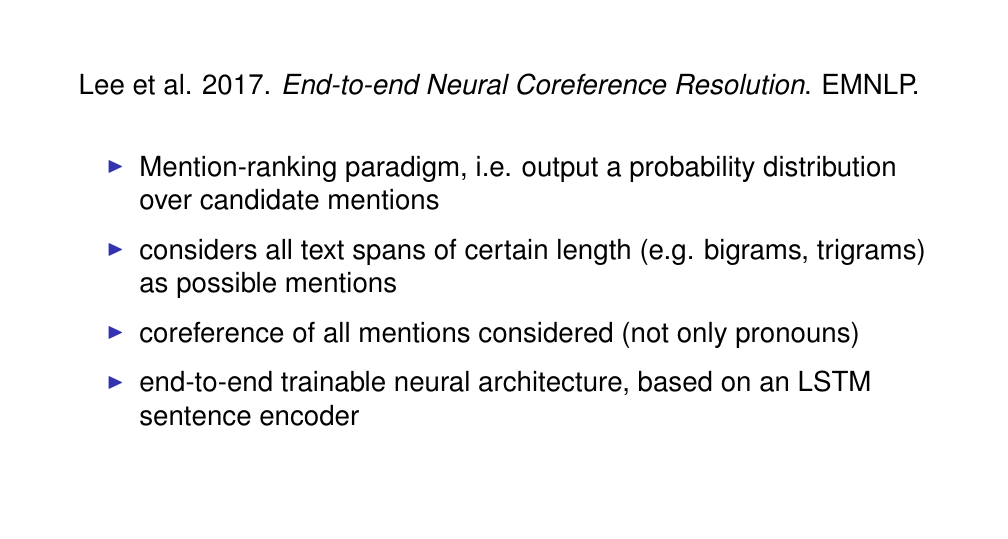 Lee et al. 2017. End-to-end Neural Coreference Resolution. EMNLP.
Mention-ranking paradigm, i.e. output a probability distribution
over candidate mentions
considers all text spans of certain length (e.g. bigrams, trigrams)
as possible mentions
coreference of all mentions considered (not only pronouns)
end-to-end trainable neural architecture, based on an LSTM
sentence encoder